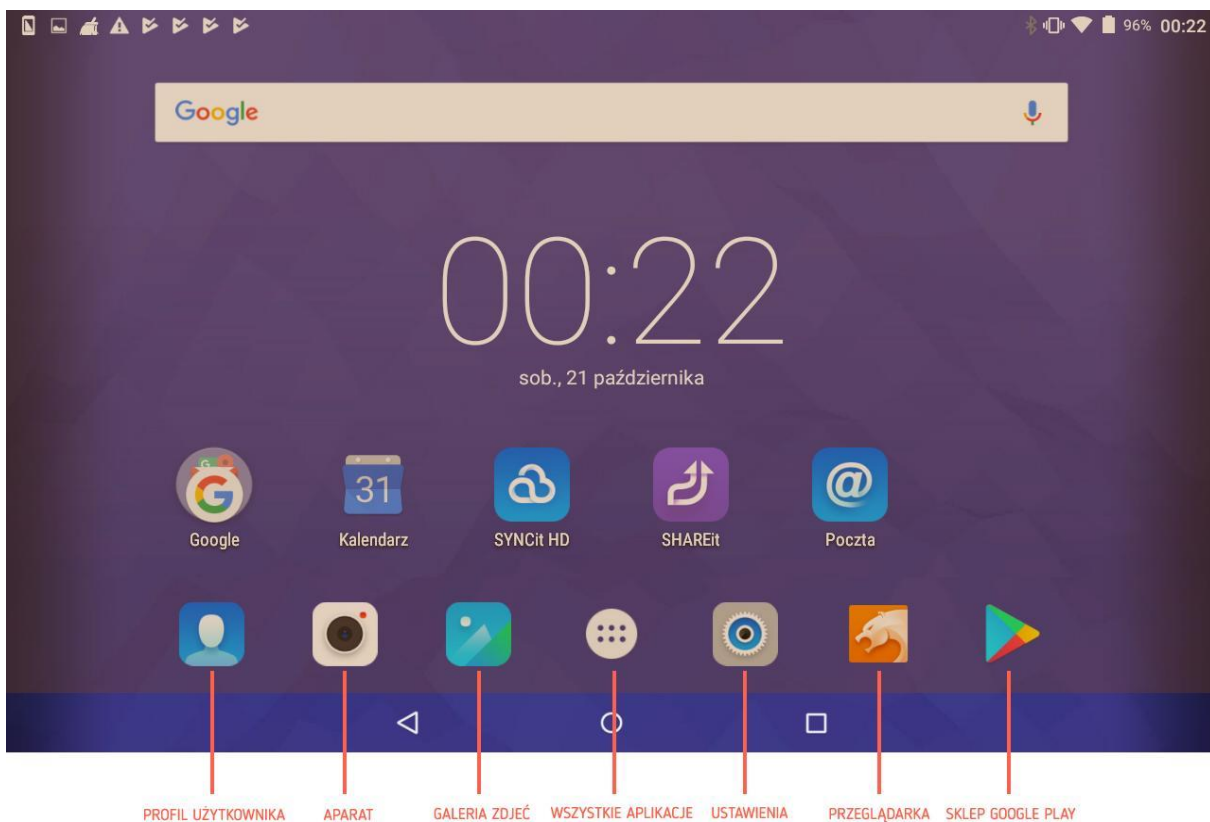 96% 00:22
Google
00:22
sob., 21 października
31
Google Kalendarz SYNCit HD SHAREit Poczta
PROFIL UŻYTKOWNIKA APARAT GALERIA ZDJĘĆ WSZYSTKIE APLIKACJE USTAWIENIA PRZEGLĄDARKA SKLEP GOOGLE PLAY